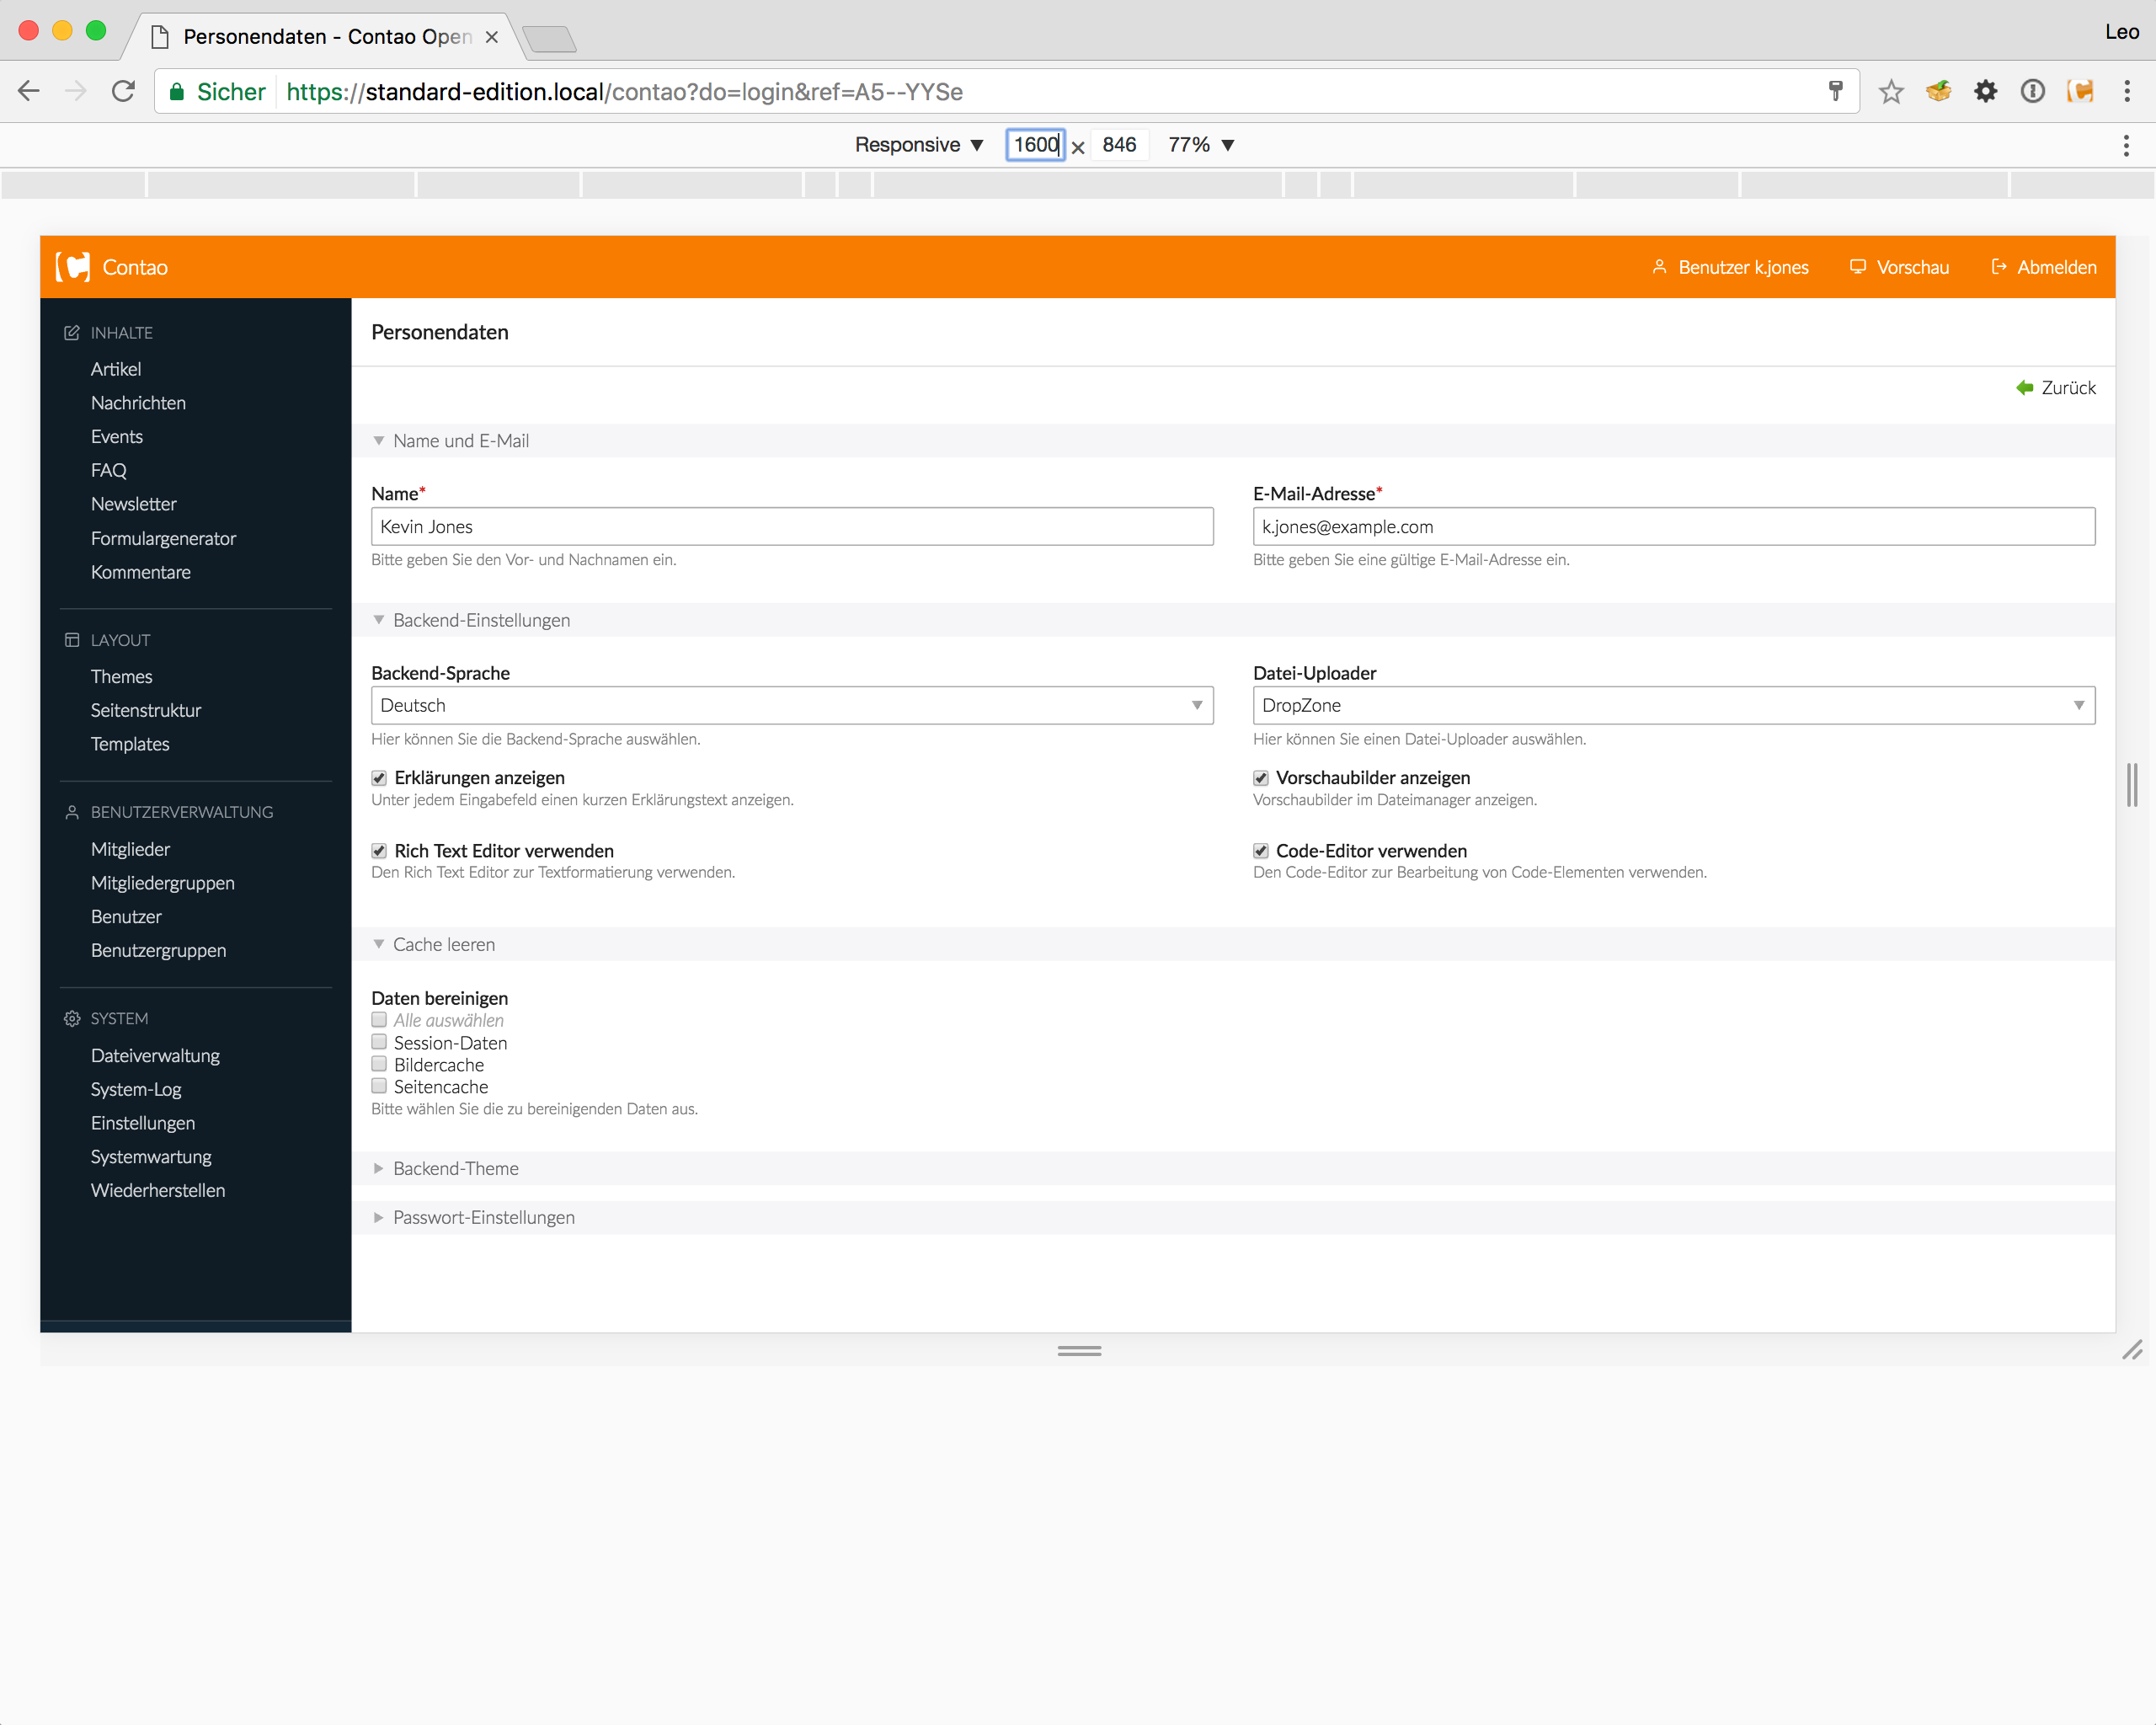 Personendaten - Contao Open
Leo
Sicher https://standard-edition.local/contao?do=login&ref=A5--YYSe
Responsive 1600 × 846 77%
Contao
Benutzer k.jones Vorschau Abmelden
INHALTE
Artikel
Nachrichten
Events
FAQ
Newsletter
Formulargenerator
Kommentare
LAYOUT
Themes
Seitenstruktur
Templates
BENUTZERVERWALTUNG
Mitglieder
Mitgliedergruppen
Benutzer
Benutzergruppen
SYSTEM
Dateiverwaltung
System-Log
Einstellungen
Systemwartung
Wiederherstellen
Personendaten
Zurück
Name und E-Mail
Name*
Kevin Jones
Bitte geben Sie den Vor- und Nachnamen ein.
E-Mail-Adresse*
k.jones@example.com
Bitte geben Sie eine gültige E-Mail-Adresse ein.
Backend-Einstellungen
Backend-Sprache
Deutsch
Hier können Sie die Backend-Sprache auswählen.
Datei-Uploader
DropZone
Hier können Sie einen Datei-Uploader auswählen.
Erklärungen anzeigen
Unter jedem Eingabefeld einen kurzen Erklärungstext anzeigen.
Vorschaubilder anzeigen
Vorschaubilder im Dateimanager anzeigen.
Rich Text Editor verwenden
Den Rich Text Editor zur Textformatierung verwenden.
Code-Editor verwenden
Den Code-Editor zur Bearbeitung von Code-Elementen verwenden.
Cache leeren
Daten bereinigen
Alle auswählen
Session-Daten
Bildercache
Seitencache
Bitte wählen Sie die zu bereinigenden Daten aus.
Backend-Theme
Passwort-Einstellungen